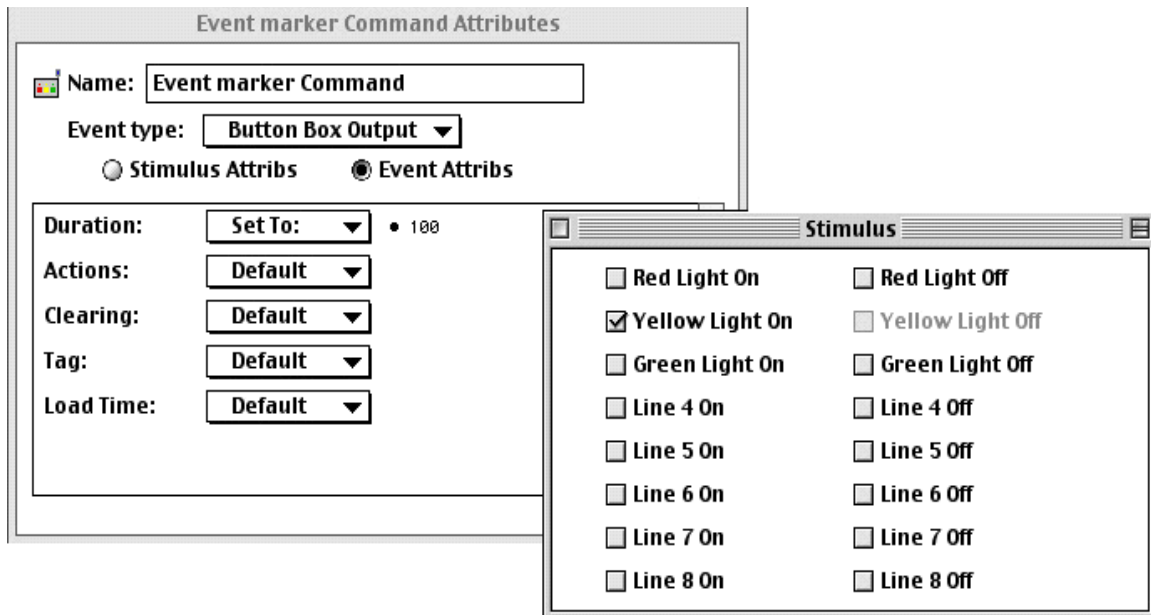 Event marker Command Attributes
Name: Event marker Command
Event type: Button Box Output
Stimulus Attribs Event Attribs
Duration: Set To: • 100
Actions: Default
Clearing: Default
Tag: Default
Load Time: Default
Stimulus
Red Light On Red Light Off
Yellow Light On Yellow Light Off
Green Light On Green Light Off
Line 4 On Line 4 Off
Line 5 On Line 5 Off
Line 6 On Line 6 Off
Line 7 On Line 7 Off
Line 8 On Line 8 Off